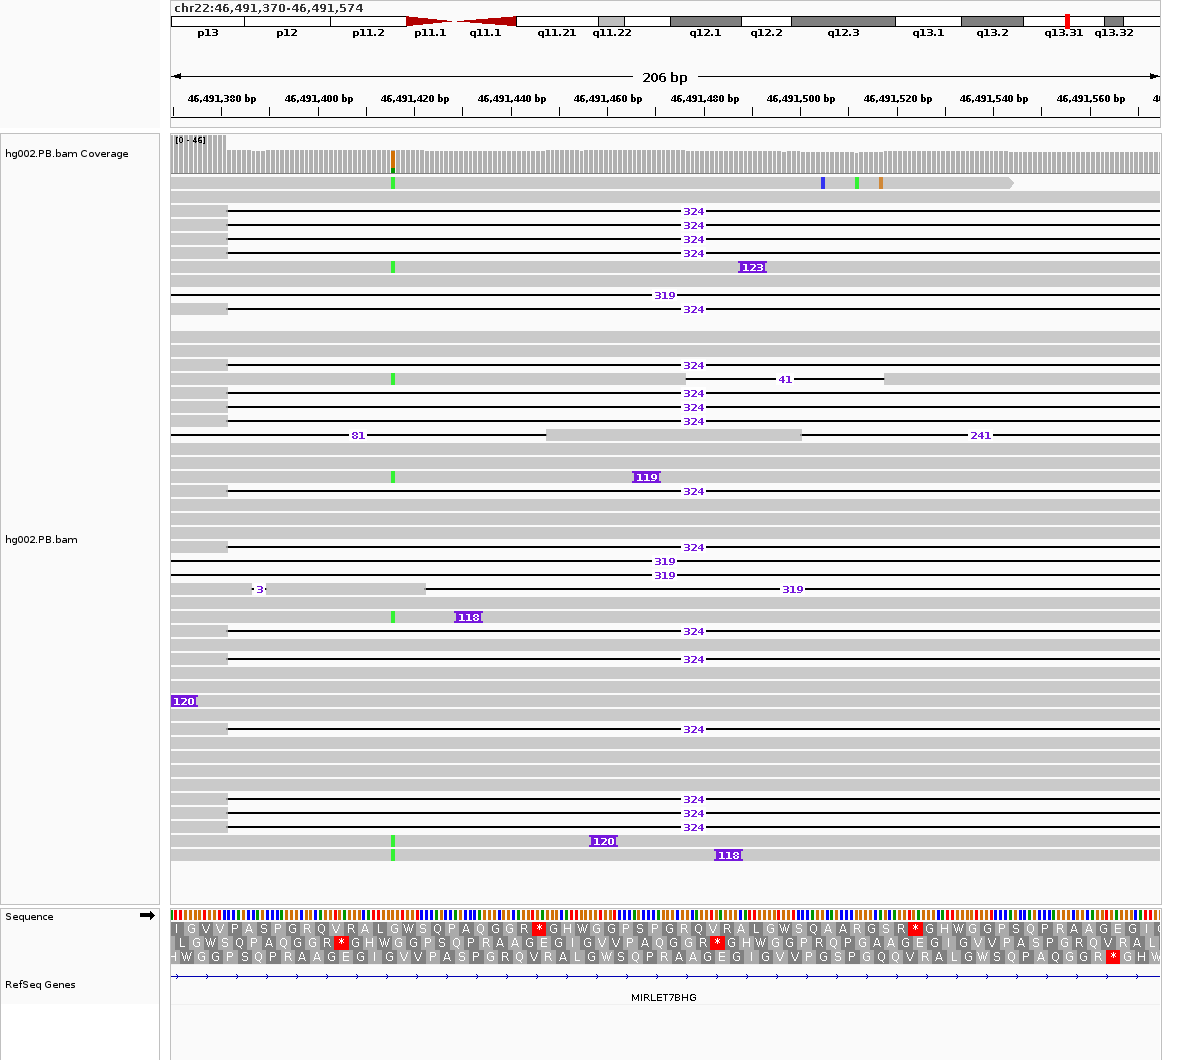 chr22:46,491,370-46,491,574
p13 p12 p11.2 p11.1 q11.1 q11.21 q11.22 q12.1 q12.2 q12.3 q13.1 q13.2 q13.31 q13.32
206 bp
46,491,380 bp 46,491,400 bp 46,491,420 bp 46,491,440 bp 46,491,460 bp 46,491,480 bp 46,491,500 bp 46,491,520 bp 46,491,540 bp 46,491,560 bp
[0 - 46]
hg002.PB.bam Coverage
324
324
324
324
123
319
324
324
41
324
324
324
81 241
119
324
hg002.PB.bam
324
319
319
3 319
118
324
324
120
324
324
324
324
120
118
Sequence
I G V V P A S P G R Q V R A L G W S Q P A Q G G R * G H W G G P S P G R Q V R A L G W S Q A A R G S R * G H W G G P S Q P R A A G E G I
L G W S Q P A Q G G R * G H W G G P S Q P R A A G E G I G V V P A Q G G R * G H W G G P R Q P G A A G E G I G V V P A S P G R Q V R A L
H W G G P S Q P R A A G E G I G V V P A S P G R Q V R A L G W S Q P R A A G E G I G V V P G S P G Q Q V R A L G W S Q P A Q G G R * G H W
RefSeq Genes
MIRLET7BHG